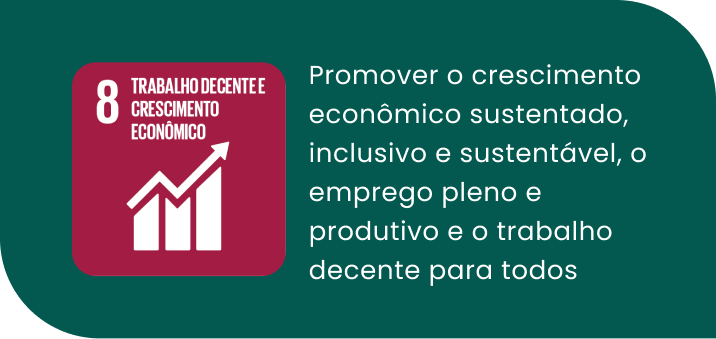 8
TRABALHO DECENTE E
CRESCIMENTO
ECONÔMICO
Promover o crescimento
econômico sustentado,
inclusivo e sustentável, o
emprego pleno e
produtivo e o trabalho
decente para todos